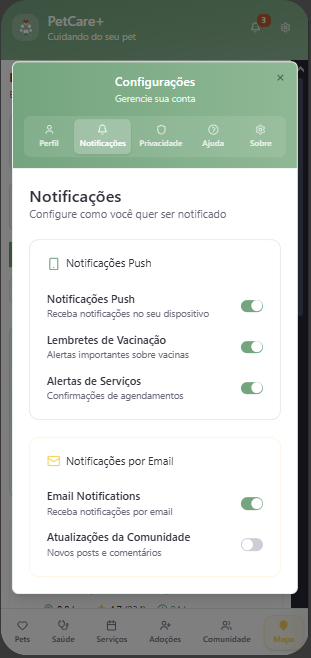 PetCare+
Cuidando do seu pet
3
Configurações
Gerencie sua conta
×
Perfil
Notificações
Privacidade
Ajuda
Sobre
Notificações
Configure como você quer ser notificado
Notificações Push
Notificações Push
Receba notificações no seu dispositivo
Lembretes de Vacinação
Alertas importantes sobre vacinas
Alertas de Serviços
Confirmações de agendamentos
Notificações por Email
Email Notifications
Receba notificações por email
Atualizações da Comunidade
Novos posts e comentários
Pets
Saúde
Serviços
Adoções
Comunidade
Mapa